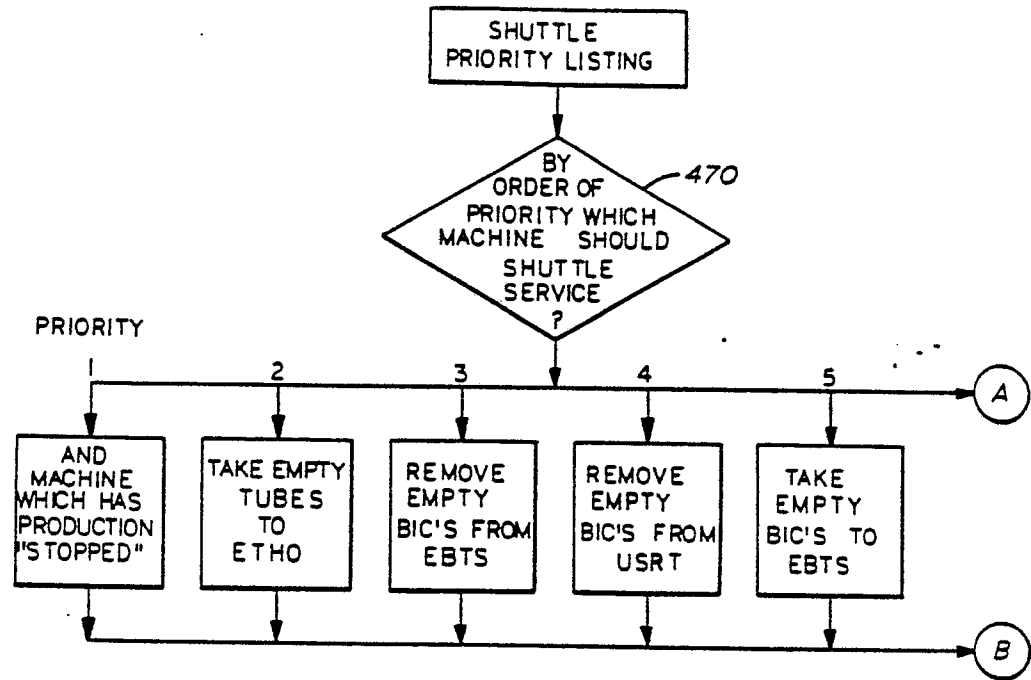 SHUTTLE
PRIORITY LISTING
BY
ORDER OF
PRIORITY WHICH
MACHINE SHOULD
SHUTTLE
SERVICE
?
470
PRIORITY
1
2
3
4
5
A
AND
MACHINE
WHICH HAS
PRODUCTION
"STOPPED"
TAKE EMPTY
TUBES
TO
ETHO
REMOVE
EMPTY
BIC'S FROM
EBTS
REMOVE
EMPTY
BIC'S FROM
USRT
TAKE
EMPTY
BIC'S TO
EBTS
B